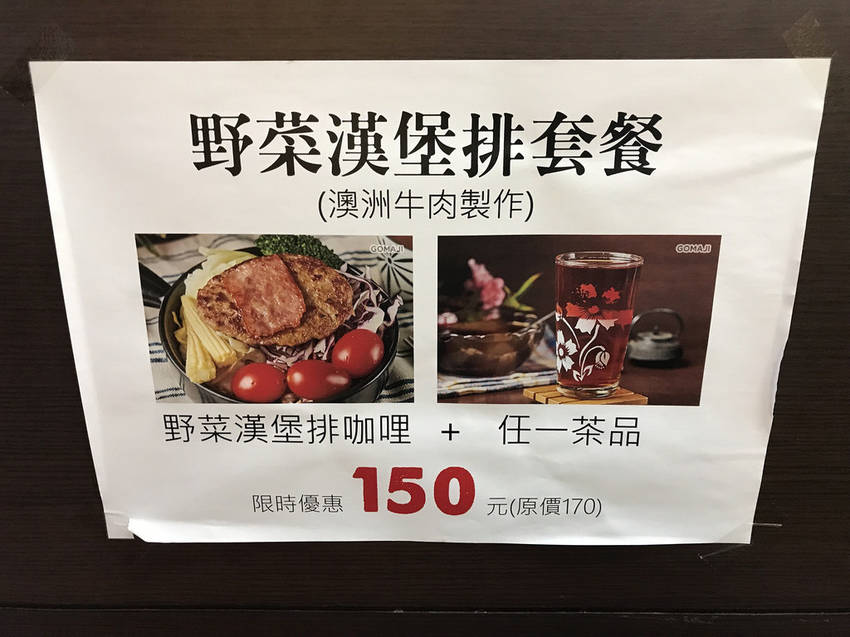 野菜漢堡排套餐
(澳洲牛肉製作)
GOMAJI
GOMAJI
野菜漢堡排咖哩 + 任一茶品
限時優惠 150 元(原價170)